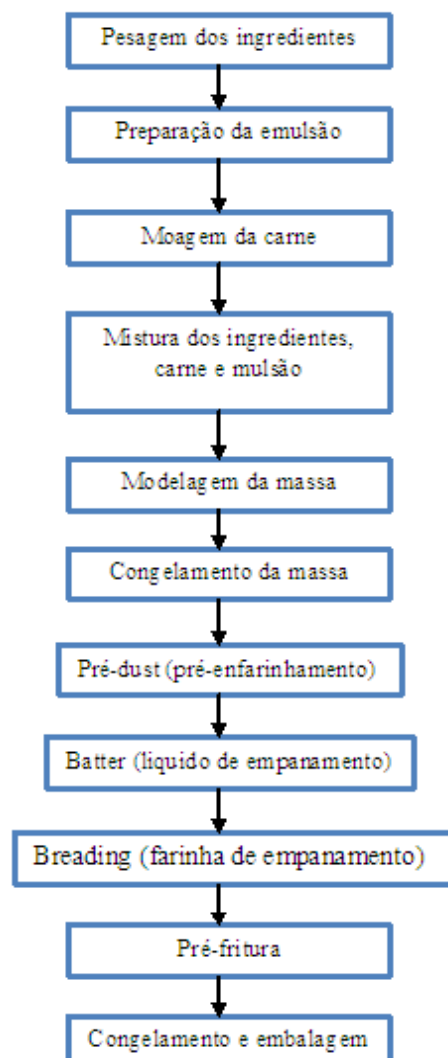 Pesagem dos ingredientes
Preparação da emulsão
Moagem da carne
Mistura dos ingredientes,
carne e mulsão
Modelagem da massa
Congelamento da massa
Pré-dust (pré-enfarinhamento)
Batter (liquido de empanamento)
Breading (farinha de empanamento)
Pré-fritura
Congelamento e embalagem